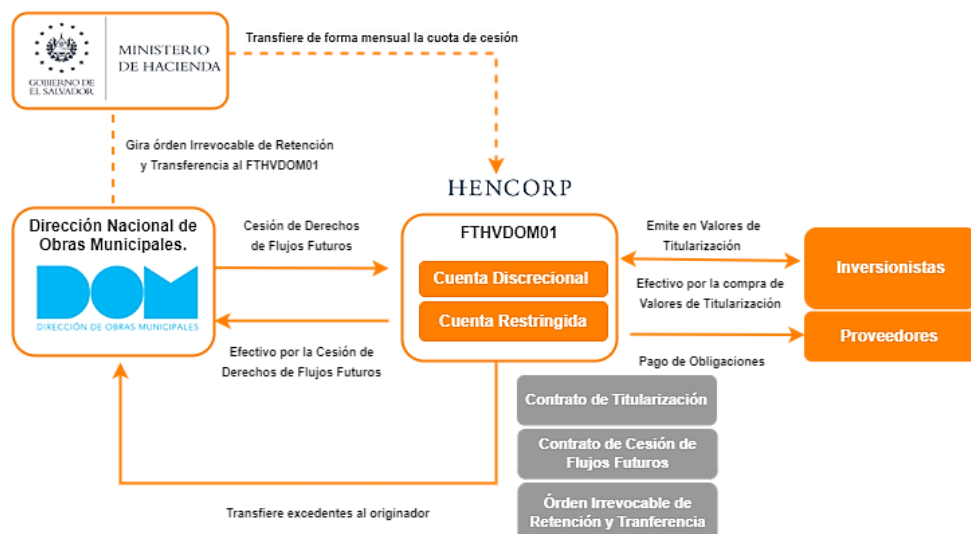 GOBIERNO DE
EL SALVADOR
MINISTERIO
DE HACIENDA
Transfiere de forma mensual la cuota de cesión
Gira órden Irrevocable de Retención
y Transferencia al FTHVDOM01
HENCORP
Dirección Nacional de
Obras Municipales.
DOM
DIRECCIÓN DE OBRAS MUNICIPALES
Cesión de Derechos
de Flujos Futuros
Efectivo por la Cesión de
Derechos de Flujos Futuros
FTHVDOM01
Cuenta Discrecional
Cuenta Restringida
Emite en Valores de
Titularización
Efectivo por la compra de
Valores de Titularización
Pago de Obligaciones
Inversionistas
Proveedores
Contrato de Titularización
Contrato de Cesión de
Flujos Futuros
Órden Irrevocable de
Retención y Tranferencia
Transfiere excedentes al originador